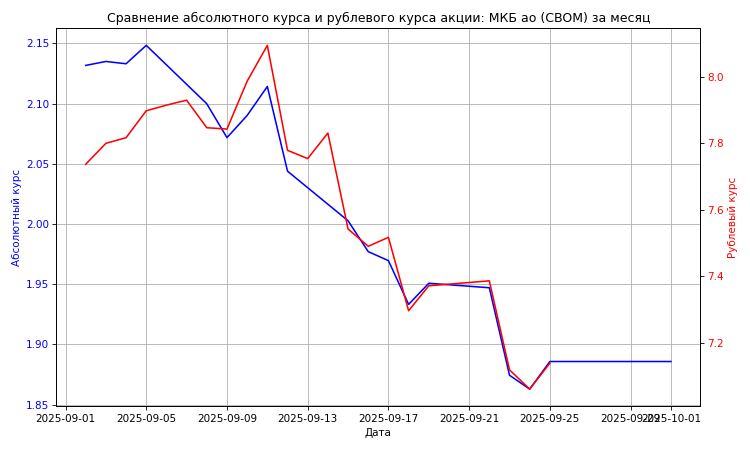 Сравнение абсолютного курса и рублевого курса акции: МКБ ао (CBOM) за месяц
2.15
2.10
2.05
2.00
1.95
1.90
1.85
Абсолютный курс
8.0
7.8
7.6
7.4
7.2
Рублевый курс
2025-09-01 2025-09-05 2025-09-09 2025-09-13 2025-09-17 2025-09-21 2025-09-25 2025-09-29 2025-10-01
Дата